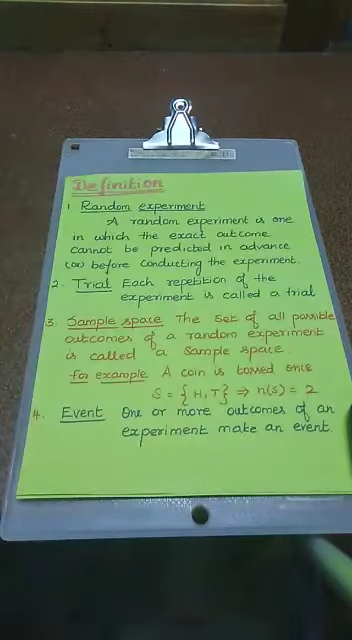 Definition
1 Random experiment
A random experiment is one
in which the exact outcome
cannot be predicted in advance
(or) before conducting the experiment.
2. Trial Each repetition of the
experiment is called a trial
3. Sample space The set of all possible
outcomes of a random experiment
is called a Sample space.
for example A coin is tossed once
S = { H, T } ⇒ n(s) = 2
4. Event One or more outcomes of an
experiment make an event.